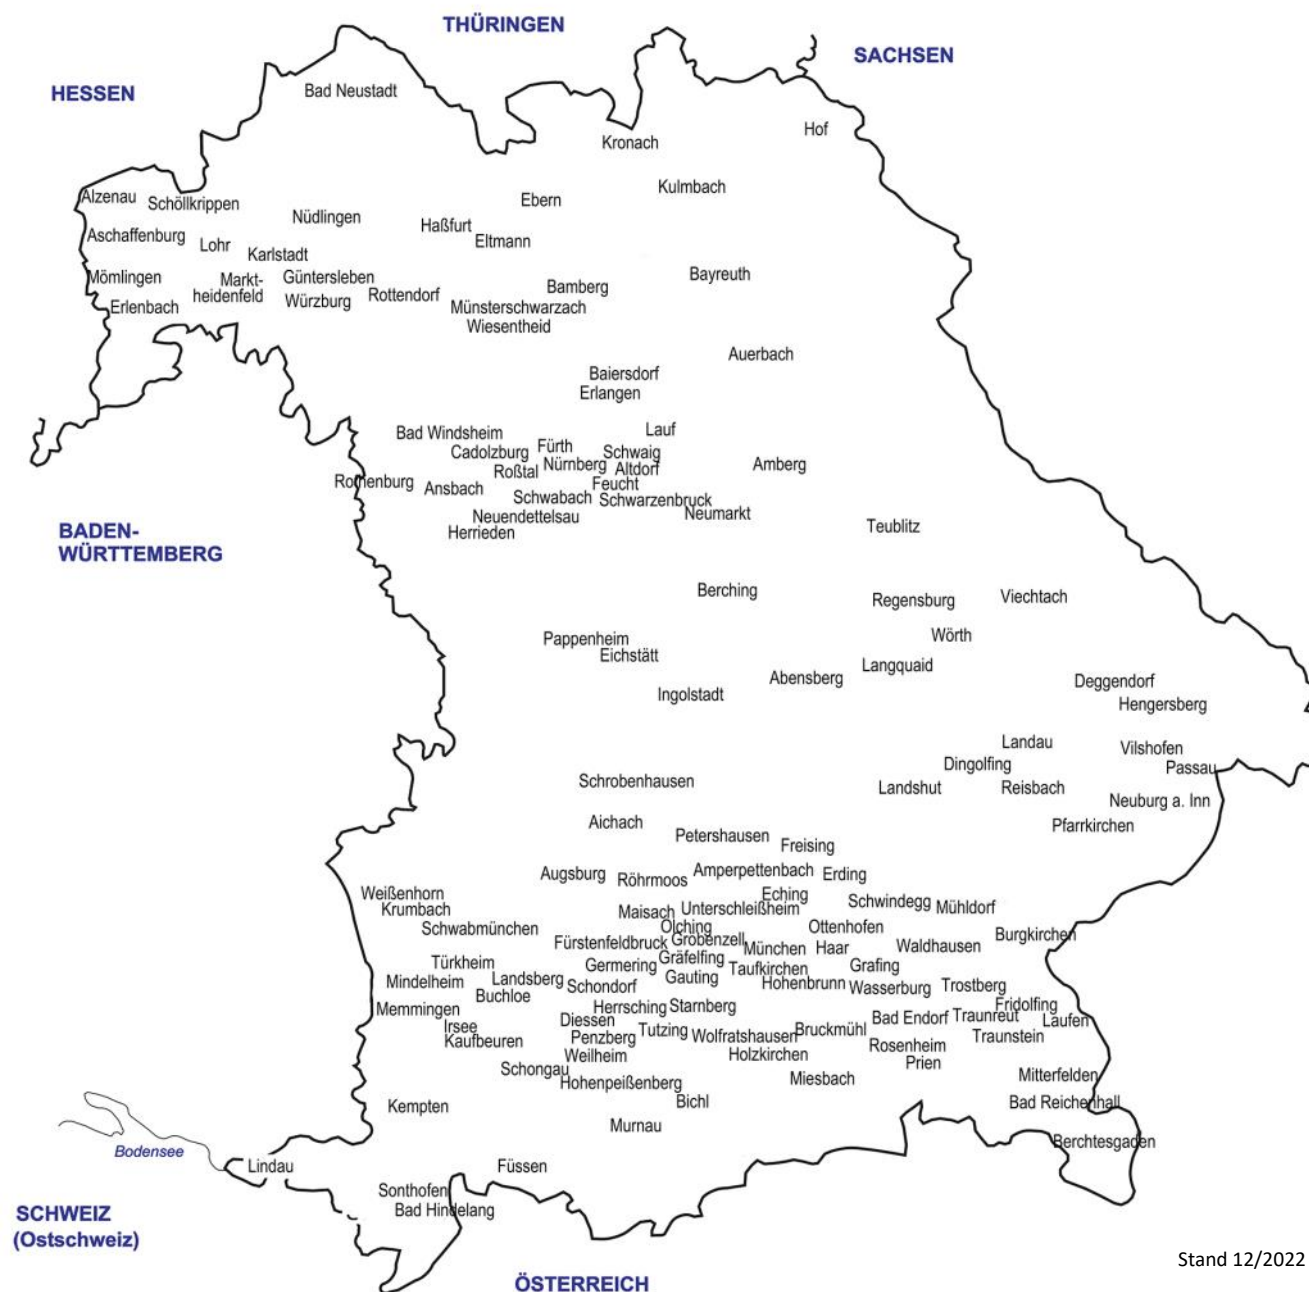 THÜRINGEN
SACHSEN
HESSEN
Bad Neustadt
Hof
Kronach
Kulmbach
Alzenau
Schöllkrippen
Ebern
Nüdlingen
Haßfurt
Aschaffenburg
Lohr
Eltmann
Karlstadt
Bayreuth
Mömlingen
Markt-
heidenfeld
Güntersleben
Bamberg
Erlenbach
Würzburg
Rottendorf
Münsterschwarzach
Wiesentheid
Auerbach
Baiersdorf
Erlangen
Lauf
Bad Windsheim
Cadolzburg
Fürth
Schwaig
Nürnberg
Altdorf
Amberg
Roßtal
Rothenburg
Ansbach
Feucht
Schwabach
Schwarzenbruck
Neuendettelsau
Neumarkt
Herrieden
Teublitz
BADEN-
WÜRTTEMBERG
Berching
Regensburg
Viechtach
Pappenheim
Wörth
Eichstätt
Langquaid
Abensberg
Deggendorf
Ingolstadt
Hengersberg
Landau
Vilshofen
Dingolfing
Passau
Schrobenhausen
Landshut
Reisbach
Neuburg a. Inn
Aichach
Pfarrkirchen
Petershausen
Freising
Augsburg
Röhrmoos
Amperpettenbach
Erding
Weißenhorn
Eching
Schwindegg
Krumbach
Maisach
Unterschleißheim
Mühldorf
Schwabmünchen
Olching
Ottenhofen
Burgkirchen
Fürstenfeldbruck
Gröbenzell
München
Haar
Waldhausen
Türkheim
Germering
Gräfelfing
Taufkirchen
Grafing
Mindelheim
Landsberg
Schondorf
Gauting
Hohenbrunn
Wasserburg
Trostberg
Buchloe
Memmingen
Herrsching
Starnberg
Fridolfing
Irsee
Diessen
Bad Endorf
Traunreut
Laufen
Kaufbeuren
Penzberg
Tutzing
Wolfratshausen
Bruckmühl
Traunstein
Weilheim
Holzkirchen
Rosenheim
Schongau
Prien
Hohenpeißenberg
Miesbach
Mitterfelden
Kempten
Bichl
Bad Reichenhall
Murnau
Berchtesgaden
Bodensee
Lindau
Füssen
Sonthofen
Bad Hindelang
SCHWEIZ
(Ostschweiz)
Stand 12/2022
ÖSTERREICH